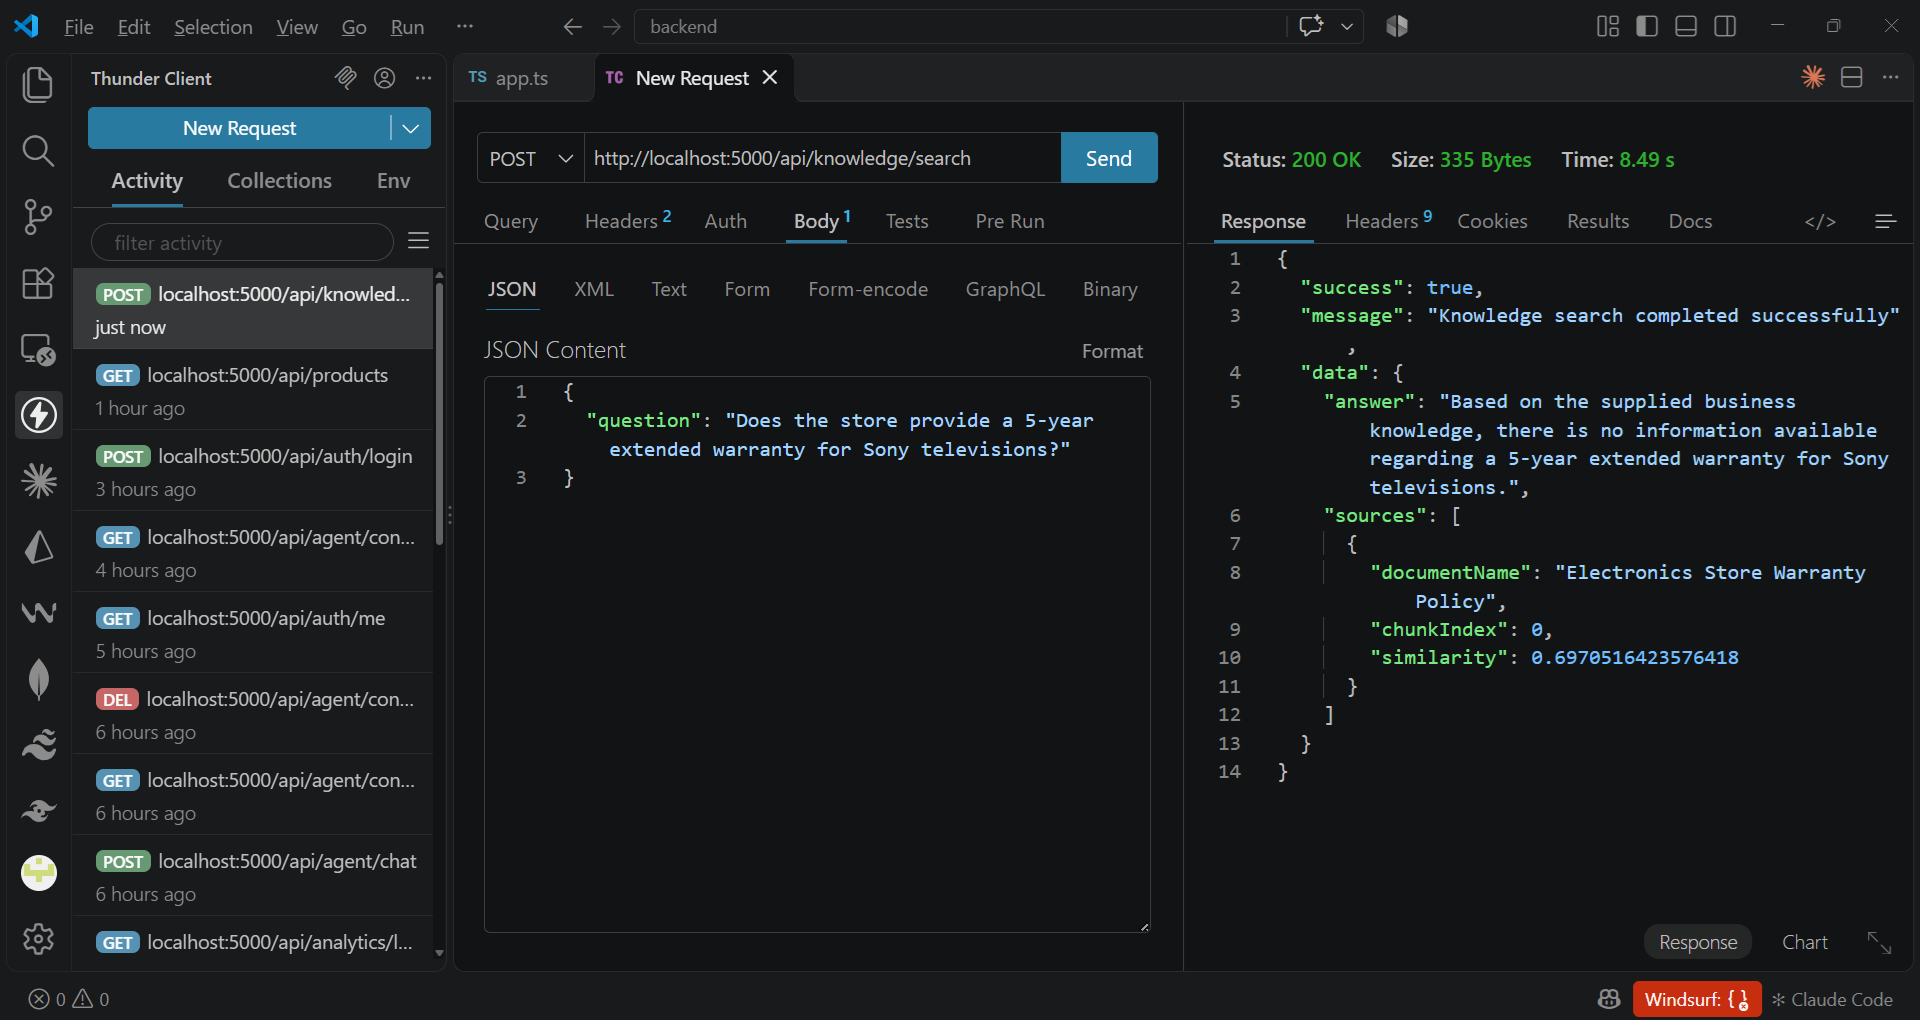 File Edit Selection View Go Run ···
backend
Thunder Client
New Request
Activity Collections Env
filter activity
POST localhost:5000/api/knowled...
just now
GET localhost:5000/api/products
1 hour ago
POST localhost:5000/api/auth/login
3 hours ago
GET localhost:5000/api/agent/con...
4 hours ago
GET localhost:5000/api/auth/me
5 hours ago
DEL localhost:5000/api/agent/con...
6 hours ago
GET localhost:5000/api/agent/con...
6 hours ago
POST localhost:5000/api/agent/chat
6 hours ago
GET localhost:5000/api/analytics/l...
TS app.ts
TC New Request
POST http://localhost:5000/api/knowledge/search Send
Query Headers 2 Auth Body 1 Tests Pre Run
JSON XML Text Form Form-encode GraphQL Binary
JSON Content Format
1 {
2 "question": "Does the store provide a 5-year
extended warranty for Sony televisions?"
3 }
Status: 200 OK Size: 335 Bytes Time: 8.49 s
Response Headers 9 Cookies Results Docs </>
1 {
2 "success": true,
3 "message": "Knowledge search completed successfully"
,
4 "data": {
5 "answer": "Based on the supplied business
knowledge, there is no information available
regarding a 5-year extended warranty for Sony
televisions.",
6 "sources": [
7 {
8 "documentName": "Electronics Store Warranty
Policy",
9 "chunkIndex": 0,
10 "similarity": 0.6970516423576418
11 }
12 ]
13 }
14 }
Response Chart
0 0
Windsurf: { } Claude Code